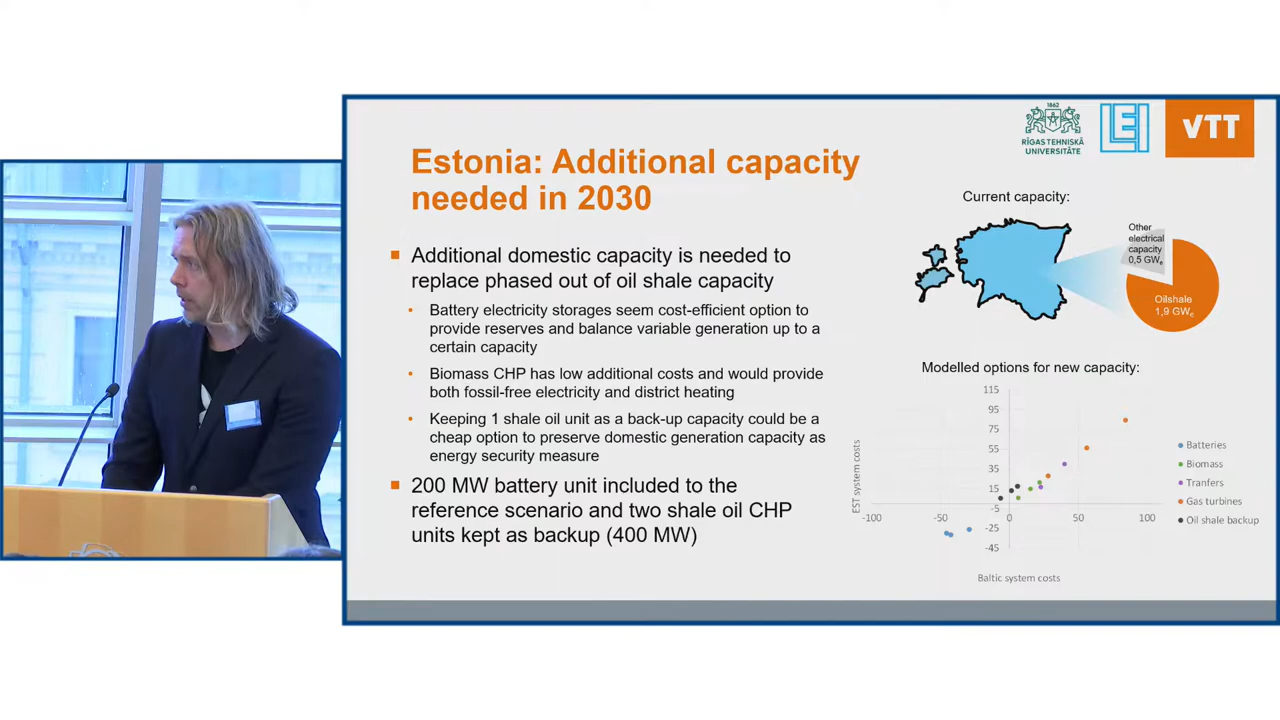 Estonia: Additional capacity
needed in 2030
Additional domestic capacity is needed to
replace phased out of oil shale capacity
Battery electricity storages seem cost-efficient option to
provide reserves and balance variable generation up to a
certain capacity
Biomass CHP has low additional costs and would provide
both fossil-free electricity and district heating
Keeping 1 shale oil unit as a back-up capacity could be a
cheap option to preserve domestic generation capacity as
energy security measure
200 MW battery unit included to the
reference scenario and two shale oil CHP
units kept as backup (400 MW)
1862
RĪGAS TEHNISKĀ
UNIVERSITĀTE
LEI
VTT
Current capacity:
Other
electrical
capacity
0,5 GWe
Oilshale
1,9 GWe
Modelled options for new capacity:
EST system costs
115
95
75
55
35
15
-5
-25
-45
-100
-50
0
50
100
Baltic system costs
Batteries
Biomass
Tranfers
Gas turbines
Oil shale backup